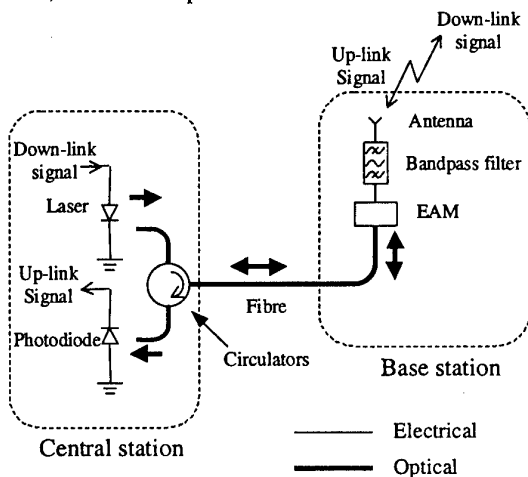 Down-link
signal
Up-link
Signal
Antenna
Bandpass filter
EAM
Base station
Down-link
signal
Laser
Up-link
Signal
Photodiode
Fibre
Circulators
Central station
Electrical
Optical